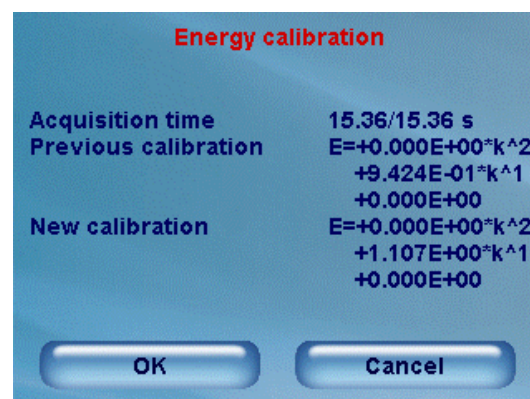 Energy calibration
Acquisition time 15.36/15.36 s
Previous calibration E=+0.000E+00*k^2
+9.424E-01*k^1
+0.000E+00
New calibration E=+0.000E+00*k^2
+1.107E+00*k^1
+0.000E+00
OK Cancel